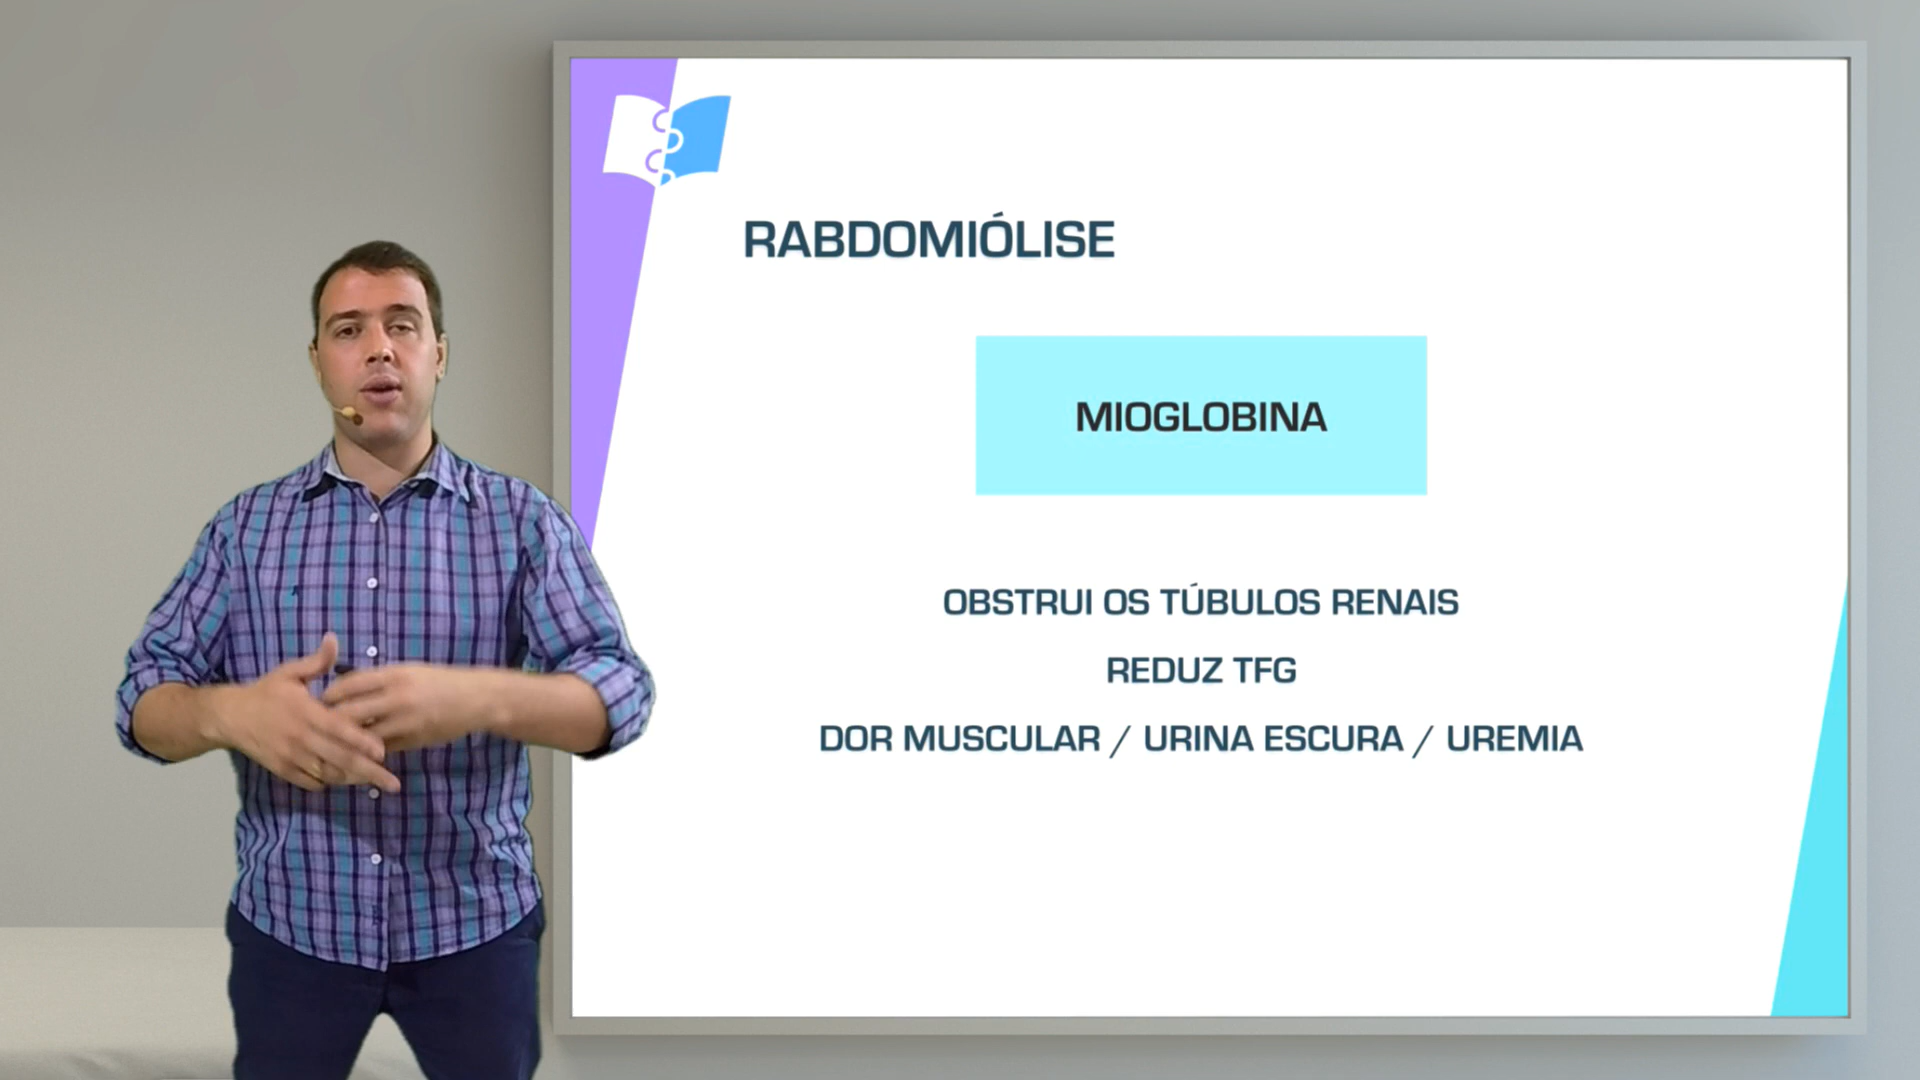 RABDOMIÓLISE
MIOGLOBINA
OBSTRUI OS TÚBULOS RENAIS
REDUZ TFG
DOR MUSCULAR / URINA ESCURA / UREMIA